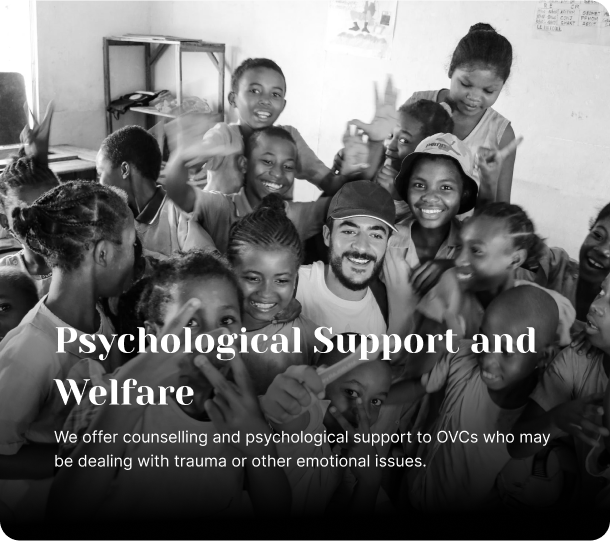 Psychological Support and
Welfare
We offer counselling and psychological support to OVCs who may
be dealing with trauma or other emotional issues.